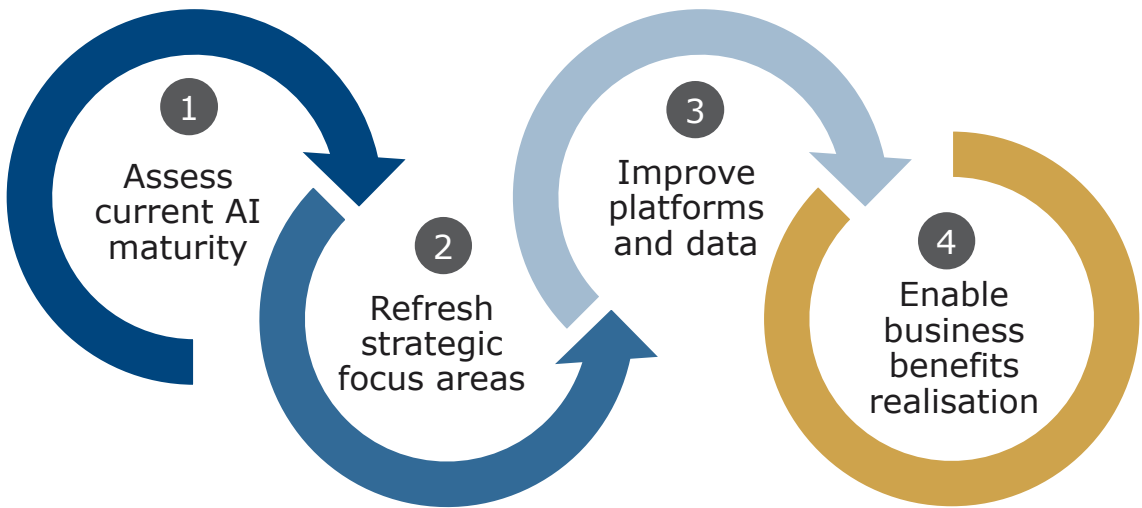 1
Assess
current AI
maturity
2
Refresh
strategic
focus areas
3
Improve
platforms
and data
4
Enable
business
benefits
realisation